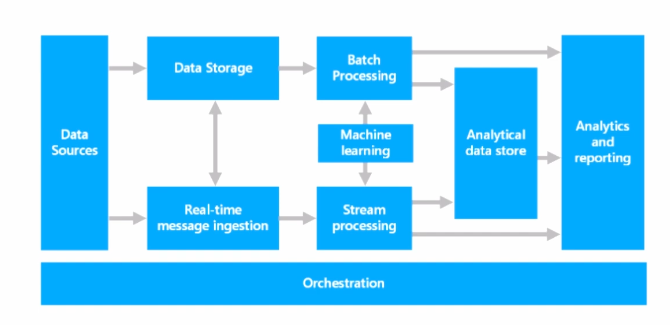 Data
Sources
Data Storage
Batch
Processing
Machine
learning
Analytical
data store
Analytics
and
reporting
Real-time
message ingestion
Stream
processing
Orchestration